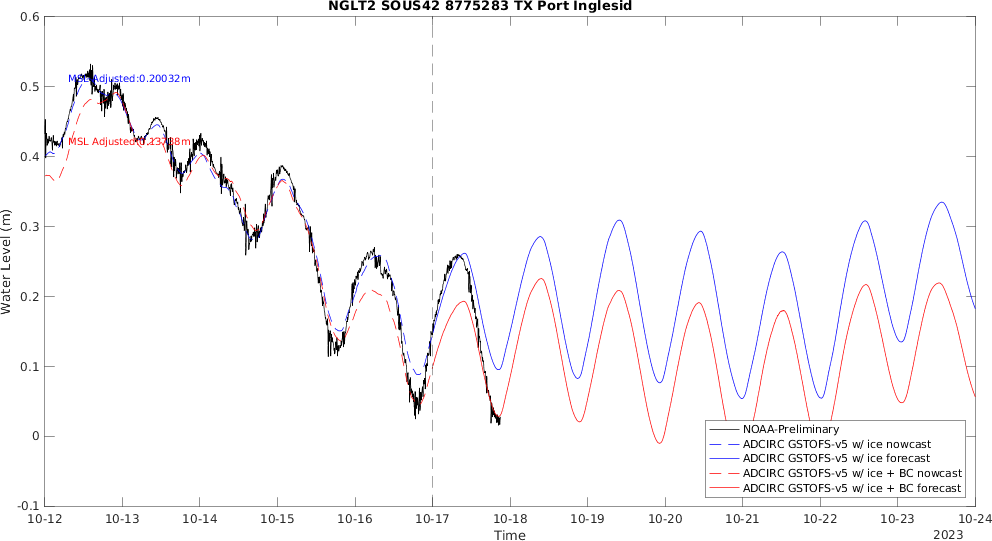 NGLT2 SOUS42 8775283 TX Port Inglesid
0.6
0.5
0.4
0.3
0.2
0.1
0
-0.1
Water Level (m)
MSL Adjusted:0.20032m
MSL Adjusted:0.13738m
NOAA-Preliminary
ADCIRC GSTOFS-v5 w/ ice nowcast
ADCIRC GSTOFS-v5 w/ ice forecast
ADCIRC GSTOFS-v5 w/ ice + BC nowcast
ADCIRC GSTOFS-v5 w/ ice + BC forecast
10-12 10-13 10-14 10-15 10-16 10-17 10-18 10-19 10-20 10-21 10-22 10-23 10-24
Time
2023